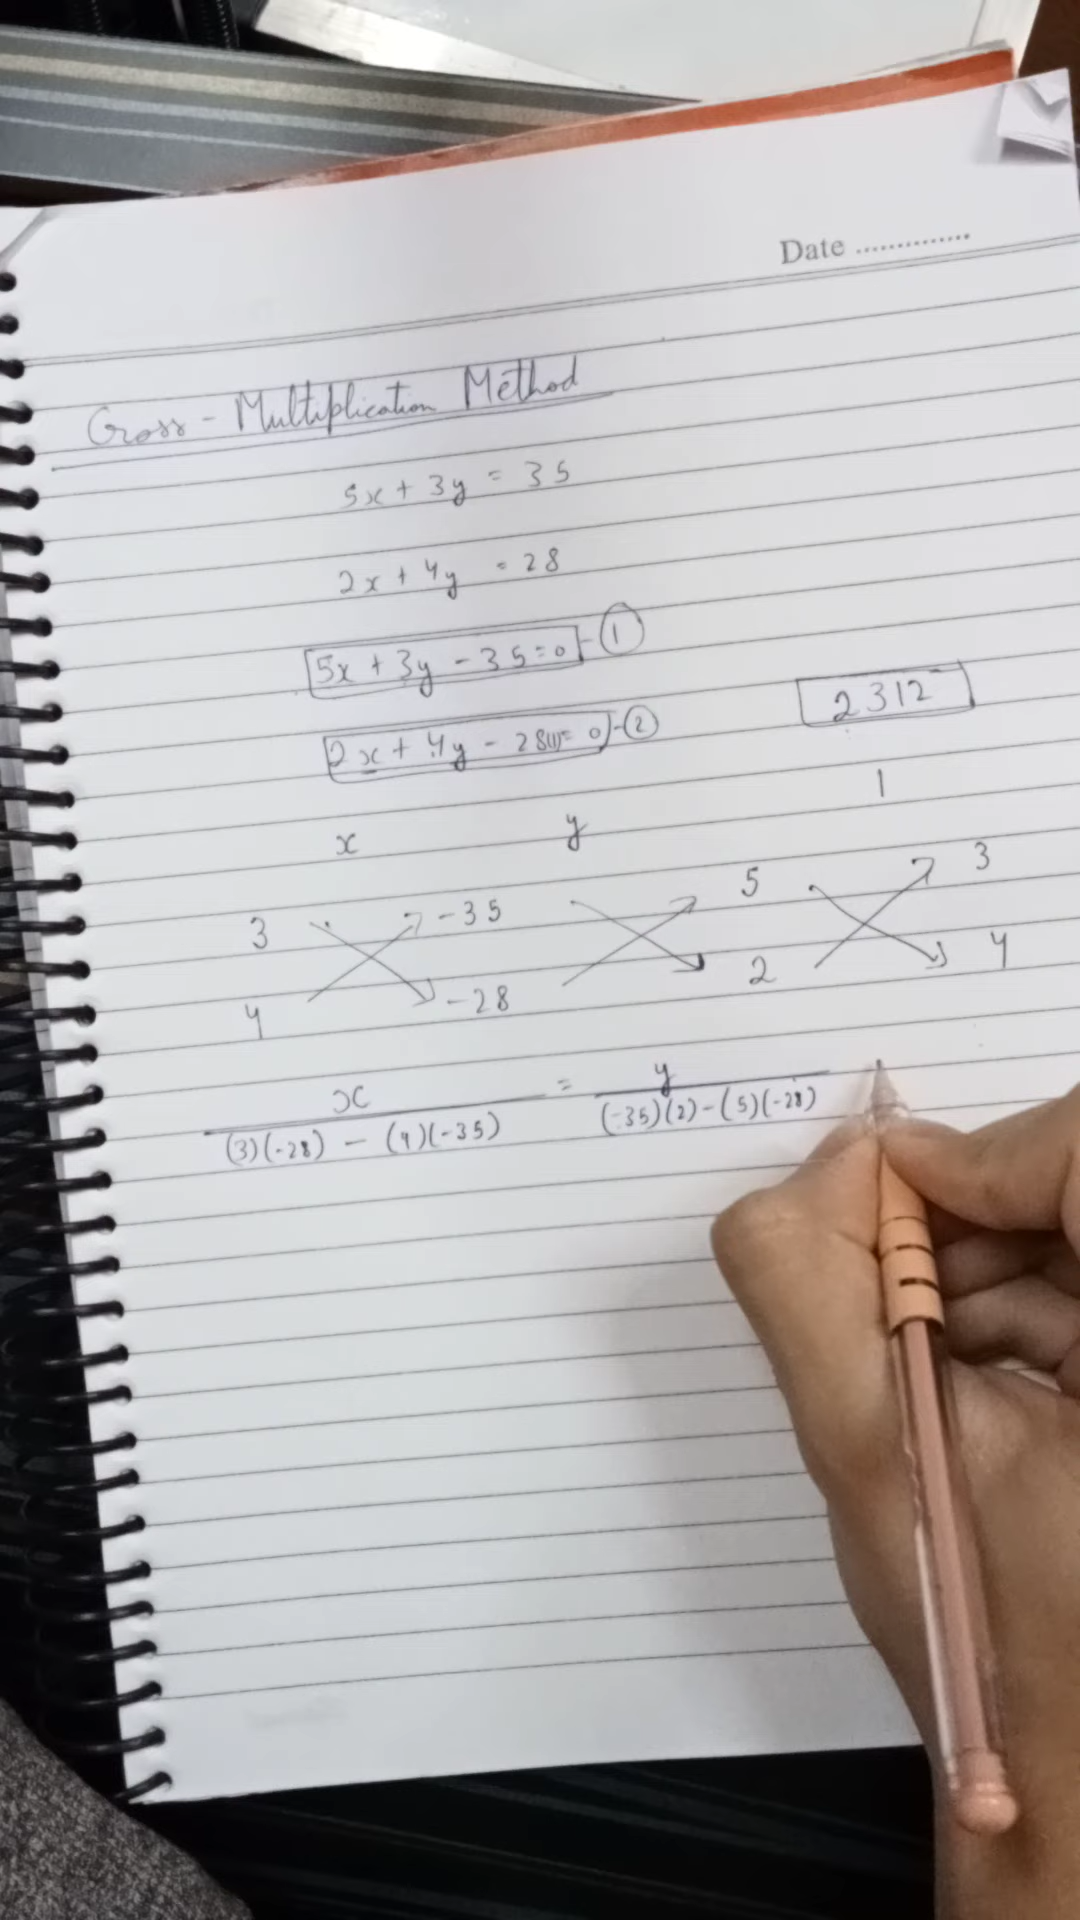 Date ..............
Cross - Multiplication Method
5x + 3y = 35
2x + 4y = 28
5x + 3y - 35 = 0 - ①
2312
2x + 4y - 28(1) = 0 - ②
x y 1
3 -35 5 3
4 -28 2 4
x = y
(3)(-28) - (4)(-35) (-35)(2) - (5)(-28)